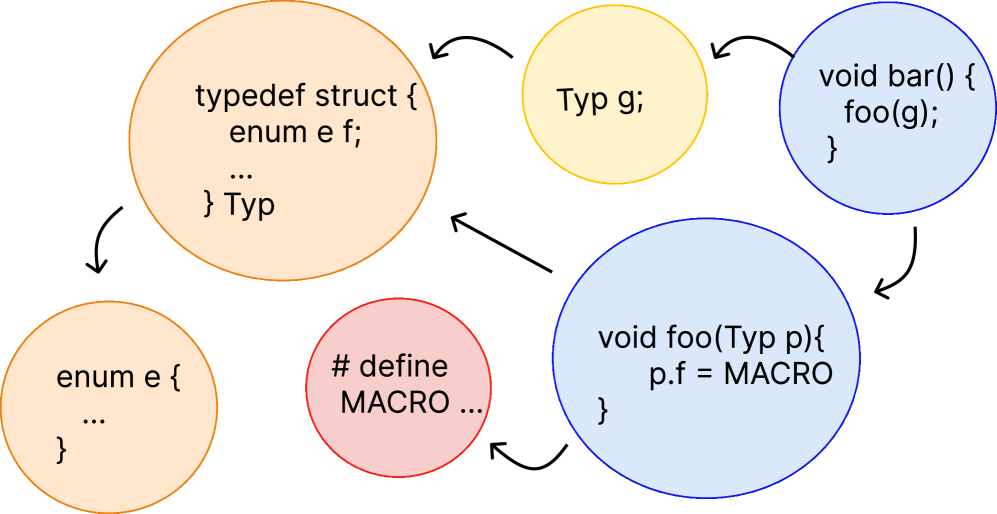 typedef struct {
enum e f;
...
} Typ
Typ g;
void bar() {
foo(g);
}
enum e {
...
}
# define
MACRO ...
void foo(Typ p){
p.f = MACRO
}